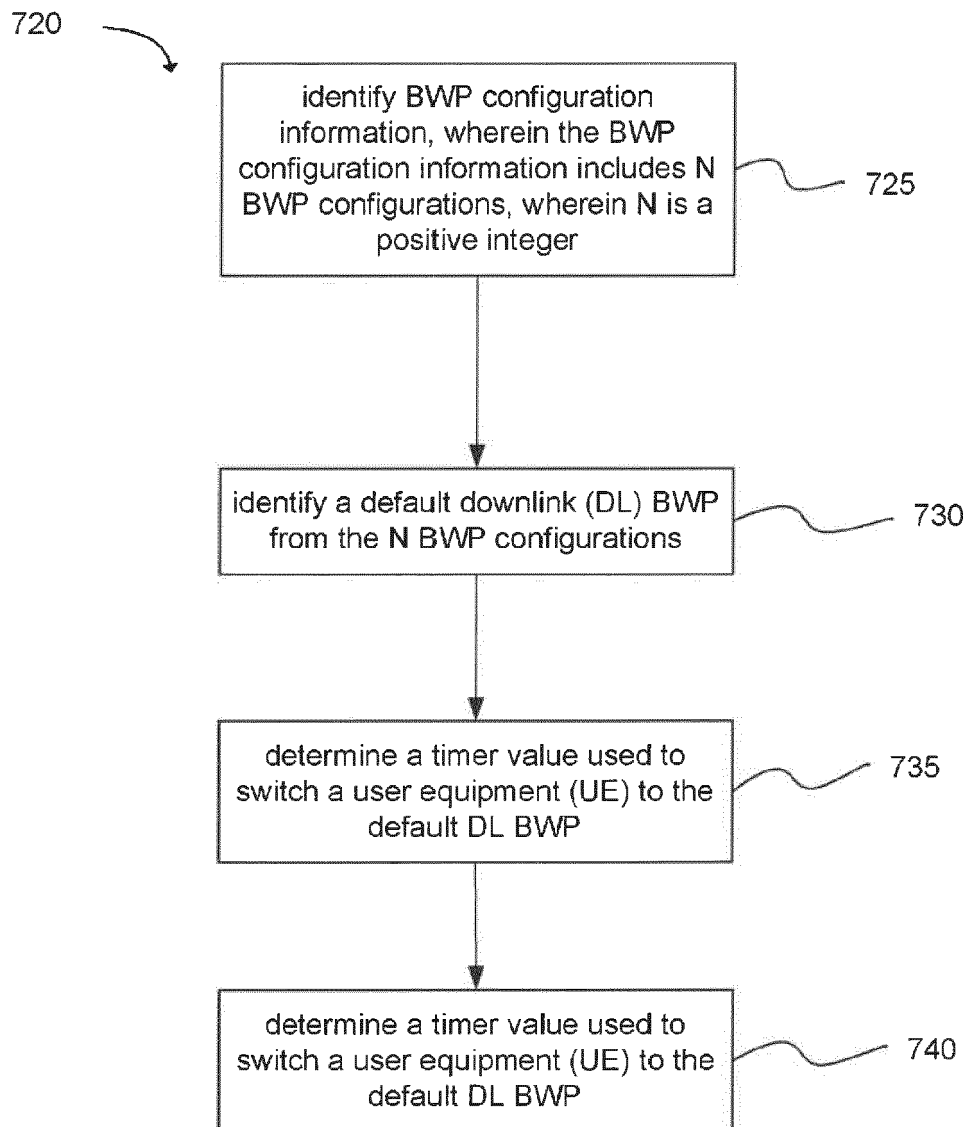 720
identify BWP configuration
information, wherein the BWP
configuration information includes N
BWP configurations, wherein N is a
positive integer
725
identify a default downlink (DL) BWP
from the N BWP configurations
730
determine a timer value used to
switch a user equipment (UE) to the
default DL BWP
735
determine a timer value used to
switch a user equipment (UE) to the
default DL BWP
740